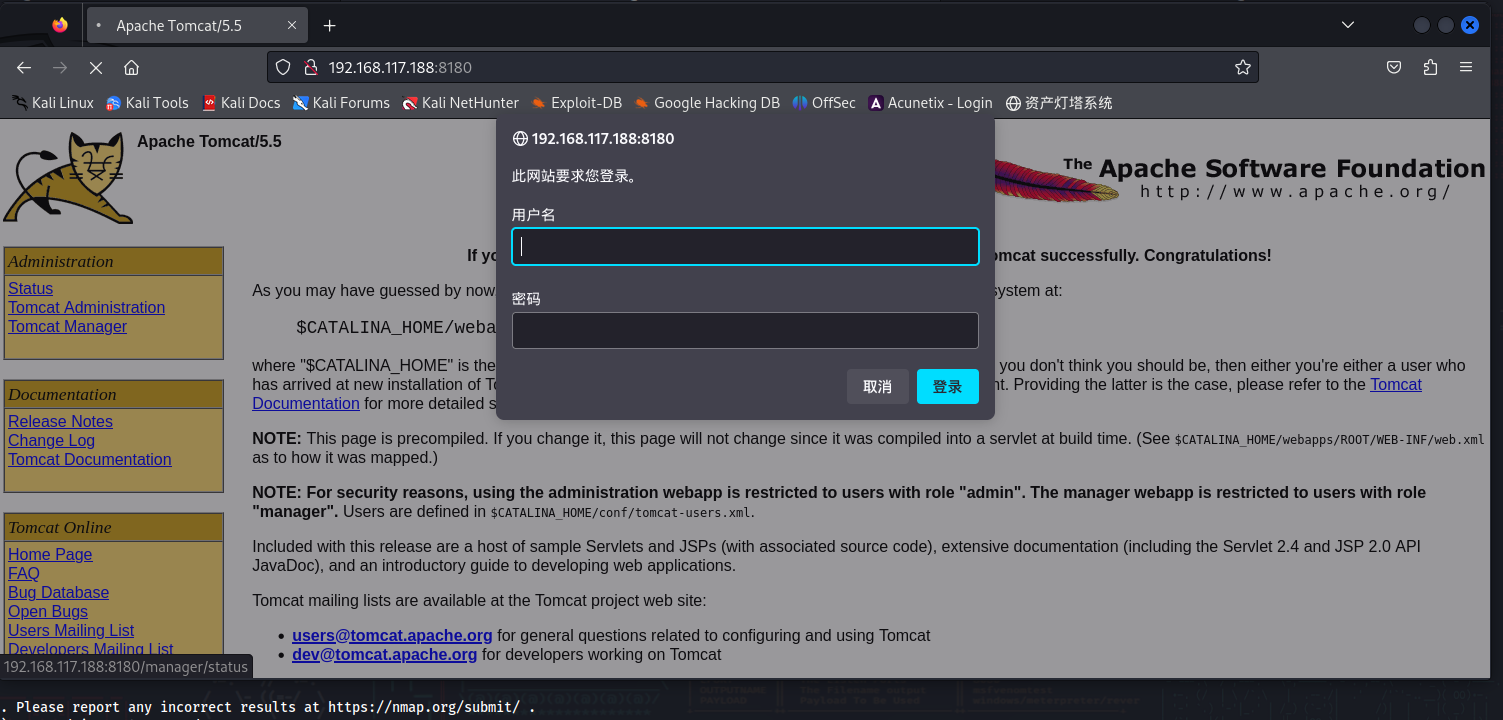 Apache Tomcat/5.5
192.168.117.188:8180
Kali Linux Kali Tools Kali Docs Kali Forums Kali NetHunter Exploit-DB Google Hacking DB OffSec Acunetix - Login 资产灯塔系统
Apache Tomcat/5.5
The Apache Software Foundation
http://www.apache.org/
192.168.117.188:8180
此网站要求您登录。
用户名
密码
取消 登录
Administration
Status
Tomcat Administration
Tomcat Manager
Documentation
Release Notes
Change Log
Tomcat Documentation
Tomcat Online
Home Page
FAQ
Bug Database
Open Bugs
Users Mailing List
Developers Mailing List
192.168.117.188:8180/manager/status
If omcat successfully. Congratulations!
As you may have guessed by now ystem at:
$CATALINA_HOME/weba
where "$CATALINA_HOME" is the you don't think you should be, then either you're either a user who
has arrived at new installation of To nt. Providing the latter is the case, please refer to the Tomcat
Documentation for more detailed s
NOTE: This page is precompiled. If you change it, this page will not change since it was compiled into a servlet at build time. (See $CATALINA_HOME/webapps/ROOT/WEB-INF/web.xml
as to how it was mapped.)
NOTE: For security reasons, using the administration webapp is restricted to users with role "admin". The manager webapp is restricted to users with role
"manager". Users are defined in $CATALINA_HOME/conf/tomcat-users.xml.
Included with this release are a host of sample Servlets and JSPs (with associated source code), extensive documentation (including the Servlet 2.4 and JSP 2.0 API
JavaDoc), and an introductory guide to developing web applications.
Tomcat mailing lists are available at the Tomcat project web site:
• users@tomcat.apache.org for general questions related to configuring and using Tomcat
• dev@tomcat.apache.org for developers working on Tomcat
. Please report any incorrect results at https://nmap.org/submit/ .